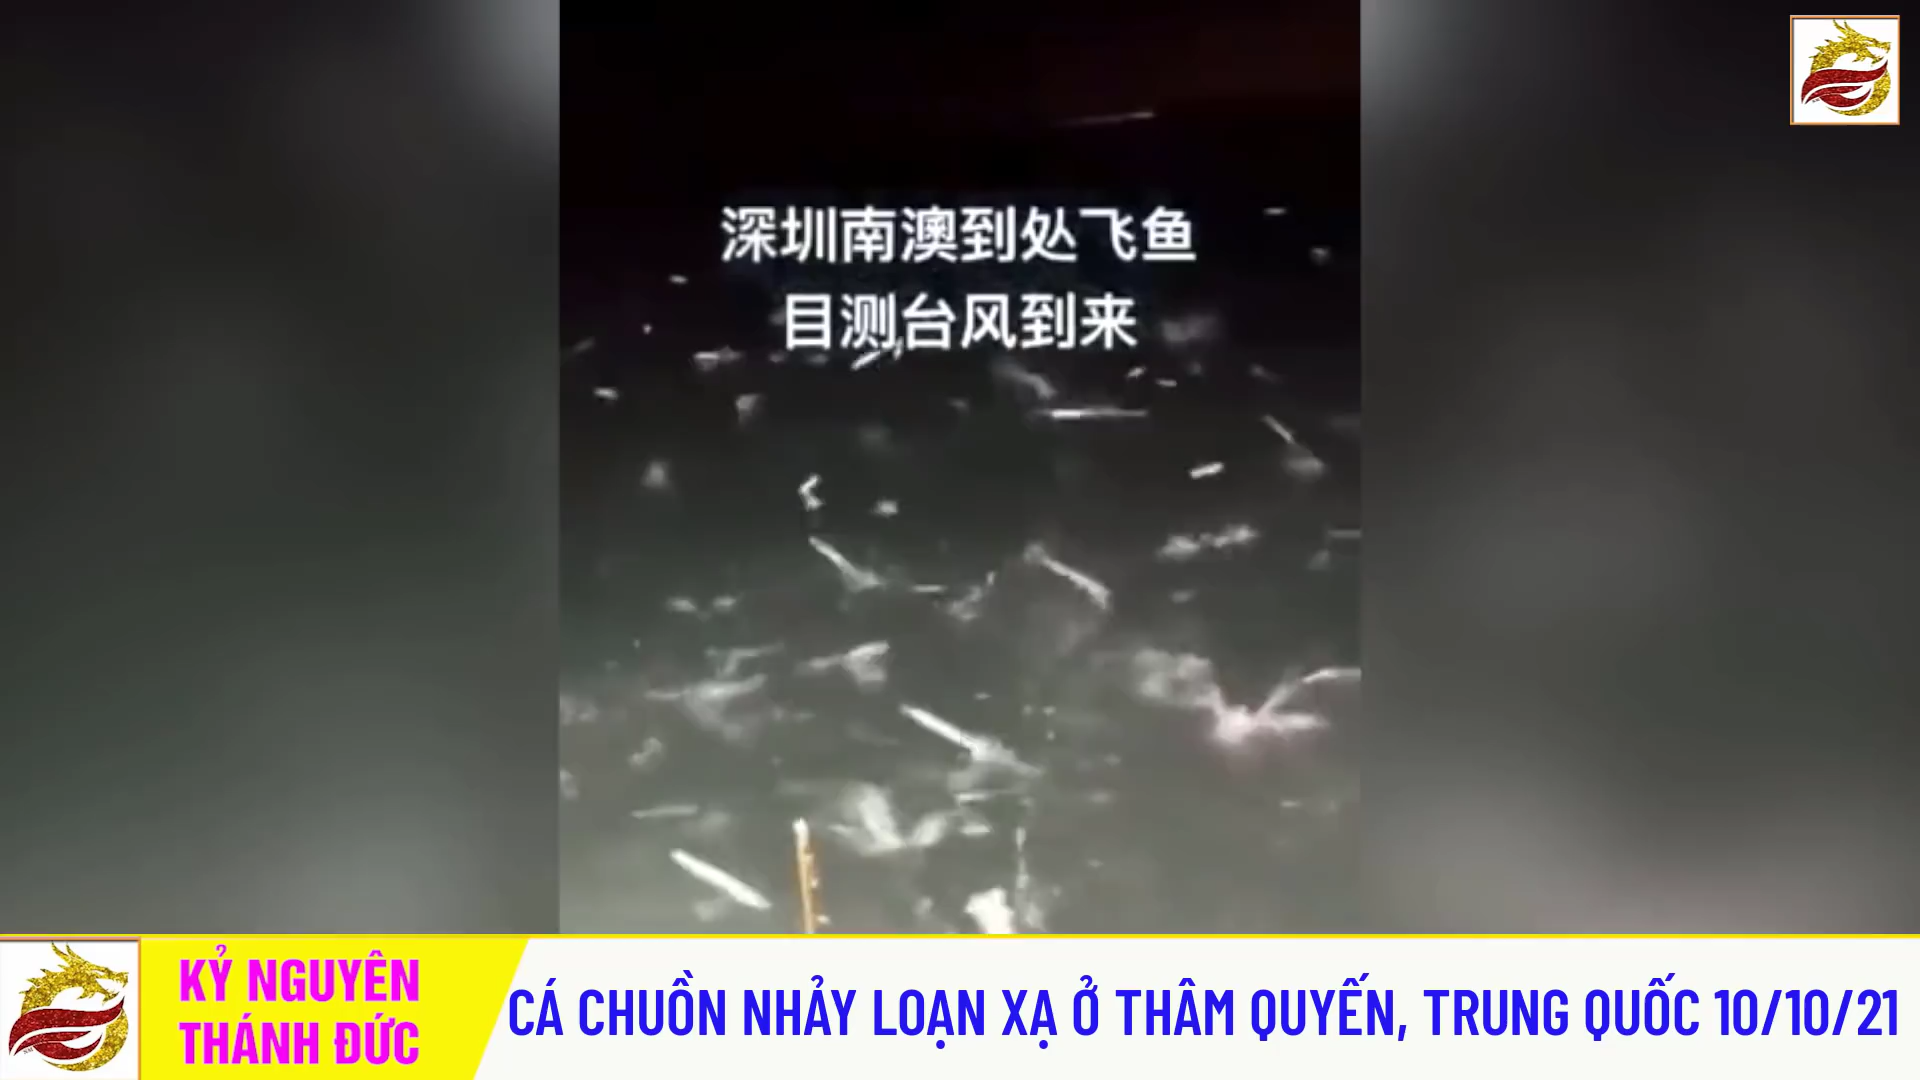 深圳南澳到处飞鱼
目测台风到来
KỶ NGUYÊN
THÁNH ĐỨC
CÁ CHUỒN NHẢY LOẠN XẠ Ở THÂM QUYẾN, TRUNG QUỐC 10/10/21